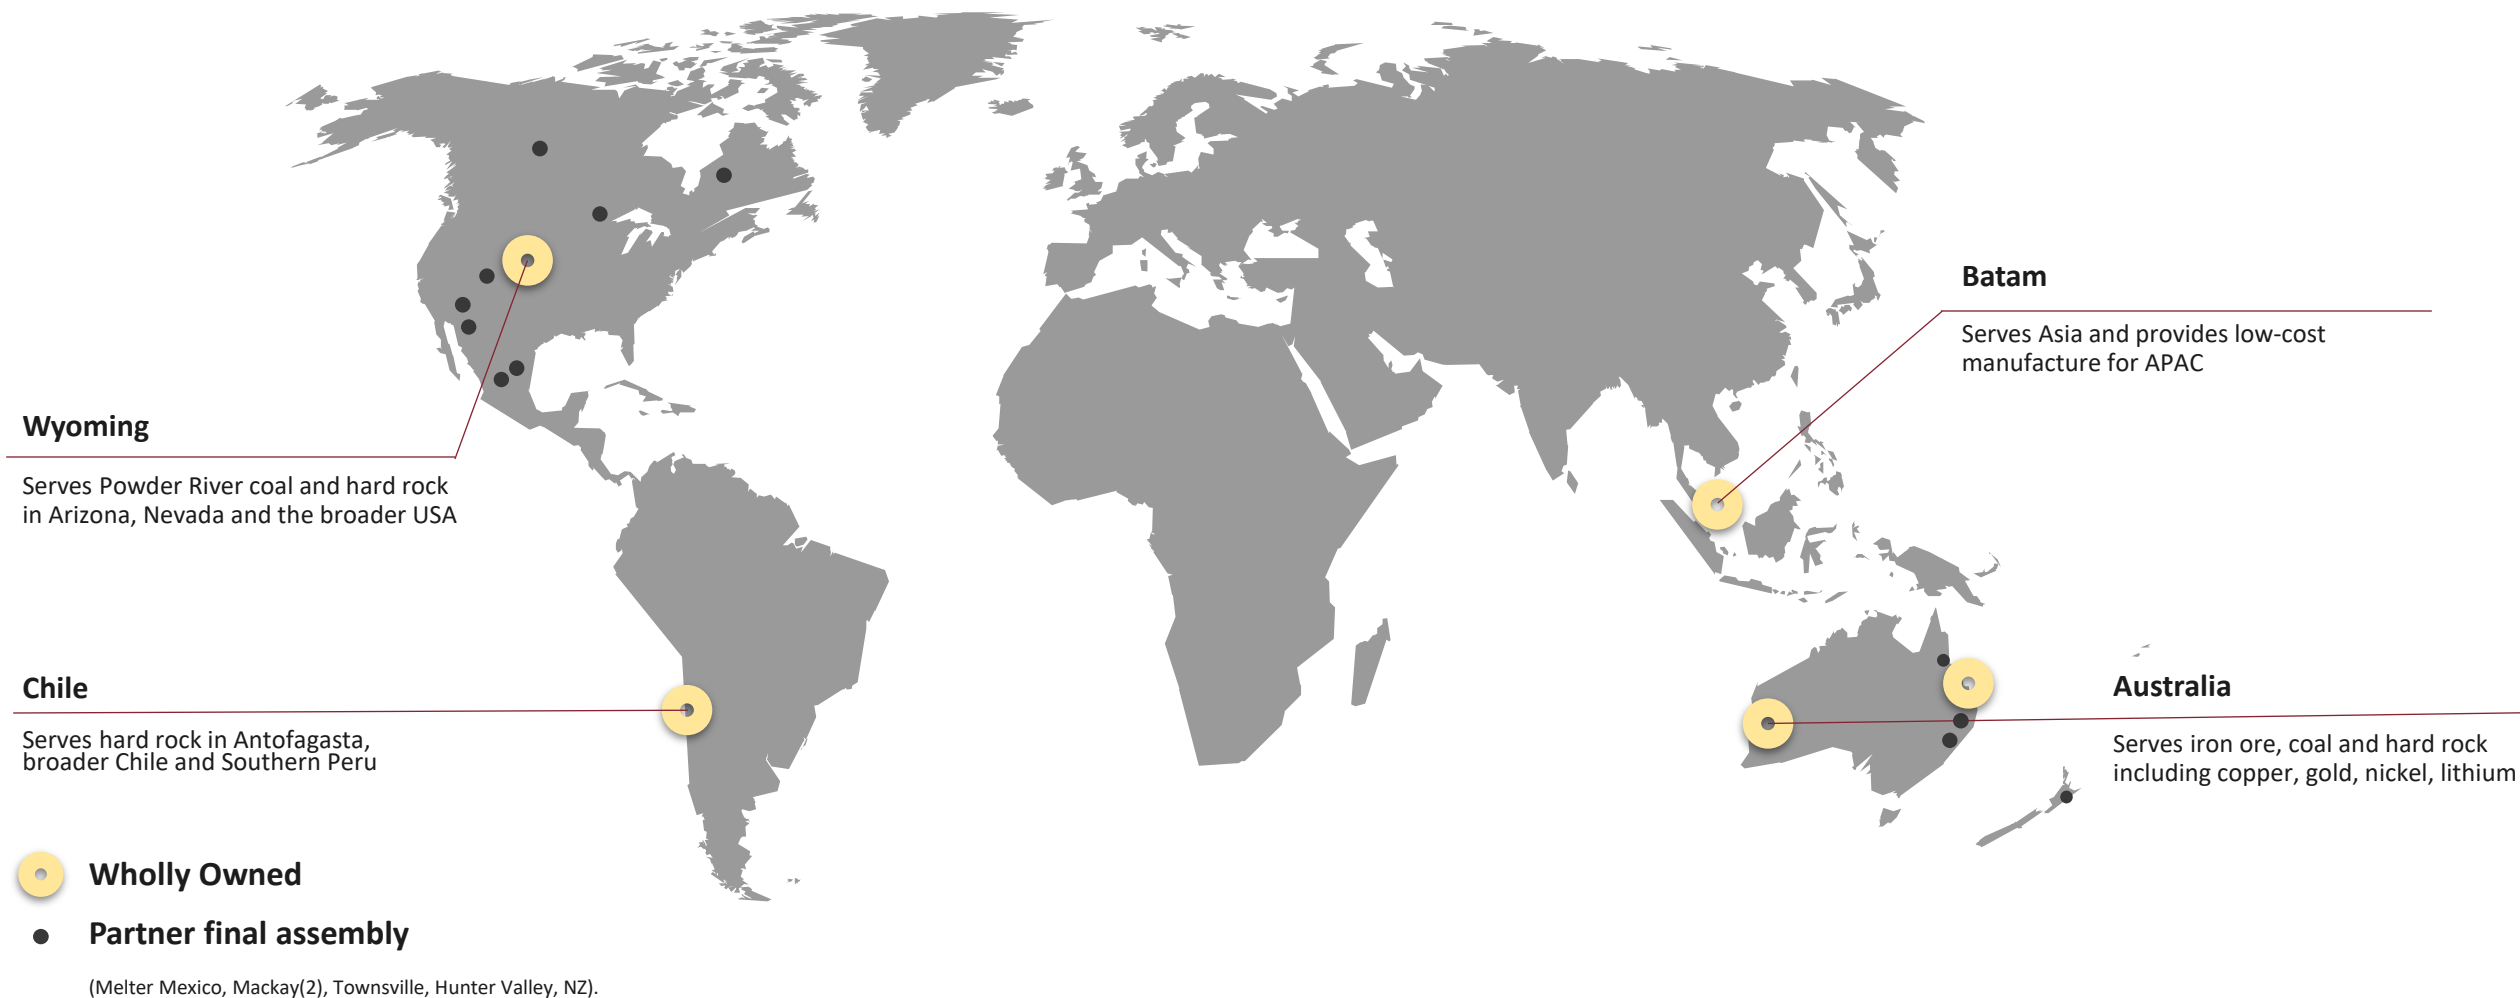 Batam
Serves Asia and provides low-cost
manufacture for APAC
Wyoming
Serves Powder River coal and hard rock
in Arizona, Nevada and the broader USA
Chile
Serves hard rock in Antofagasta,
broader Chile and Southern Peru
Australia
Serves iron ore, coal and hard rock
including copper, gold, nickel, lithium
Wholly Owned
Partner final assembly
(Melter Mexico, Mackay(2), Townsville, Hunter Valley, NZ).